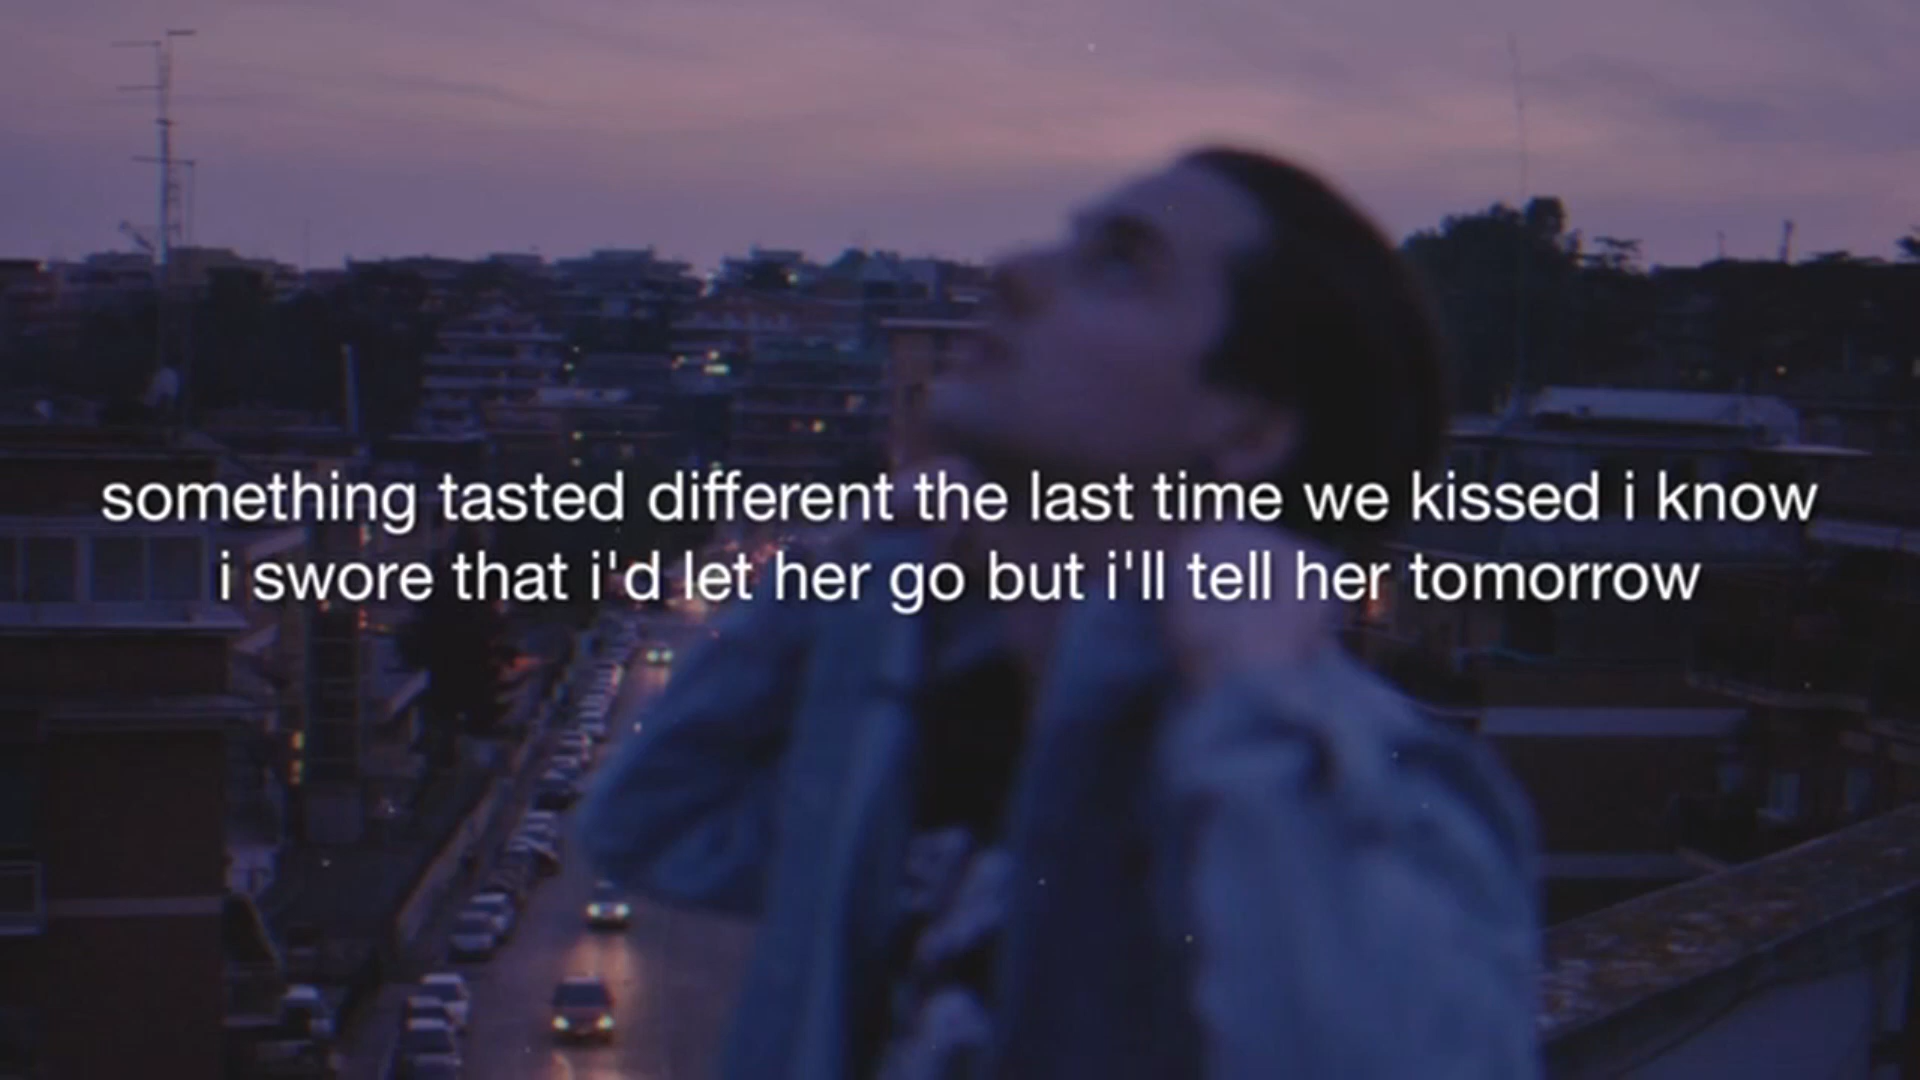 something tasted different the last time we kissed i know
i swore that i'd let her go but i'll tell her tomorrow